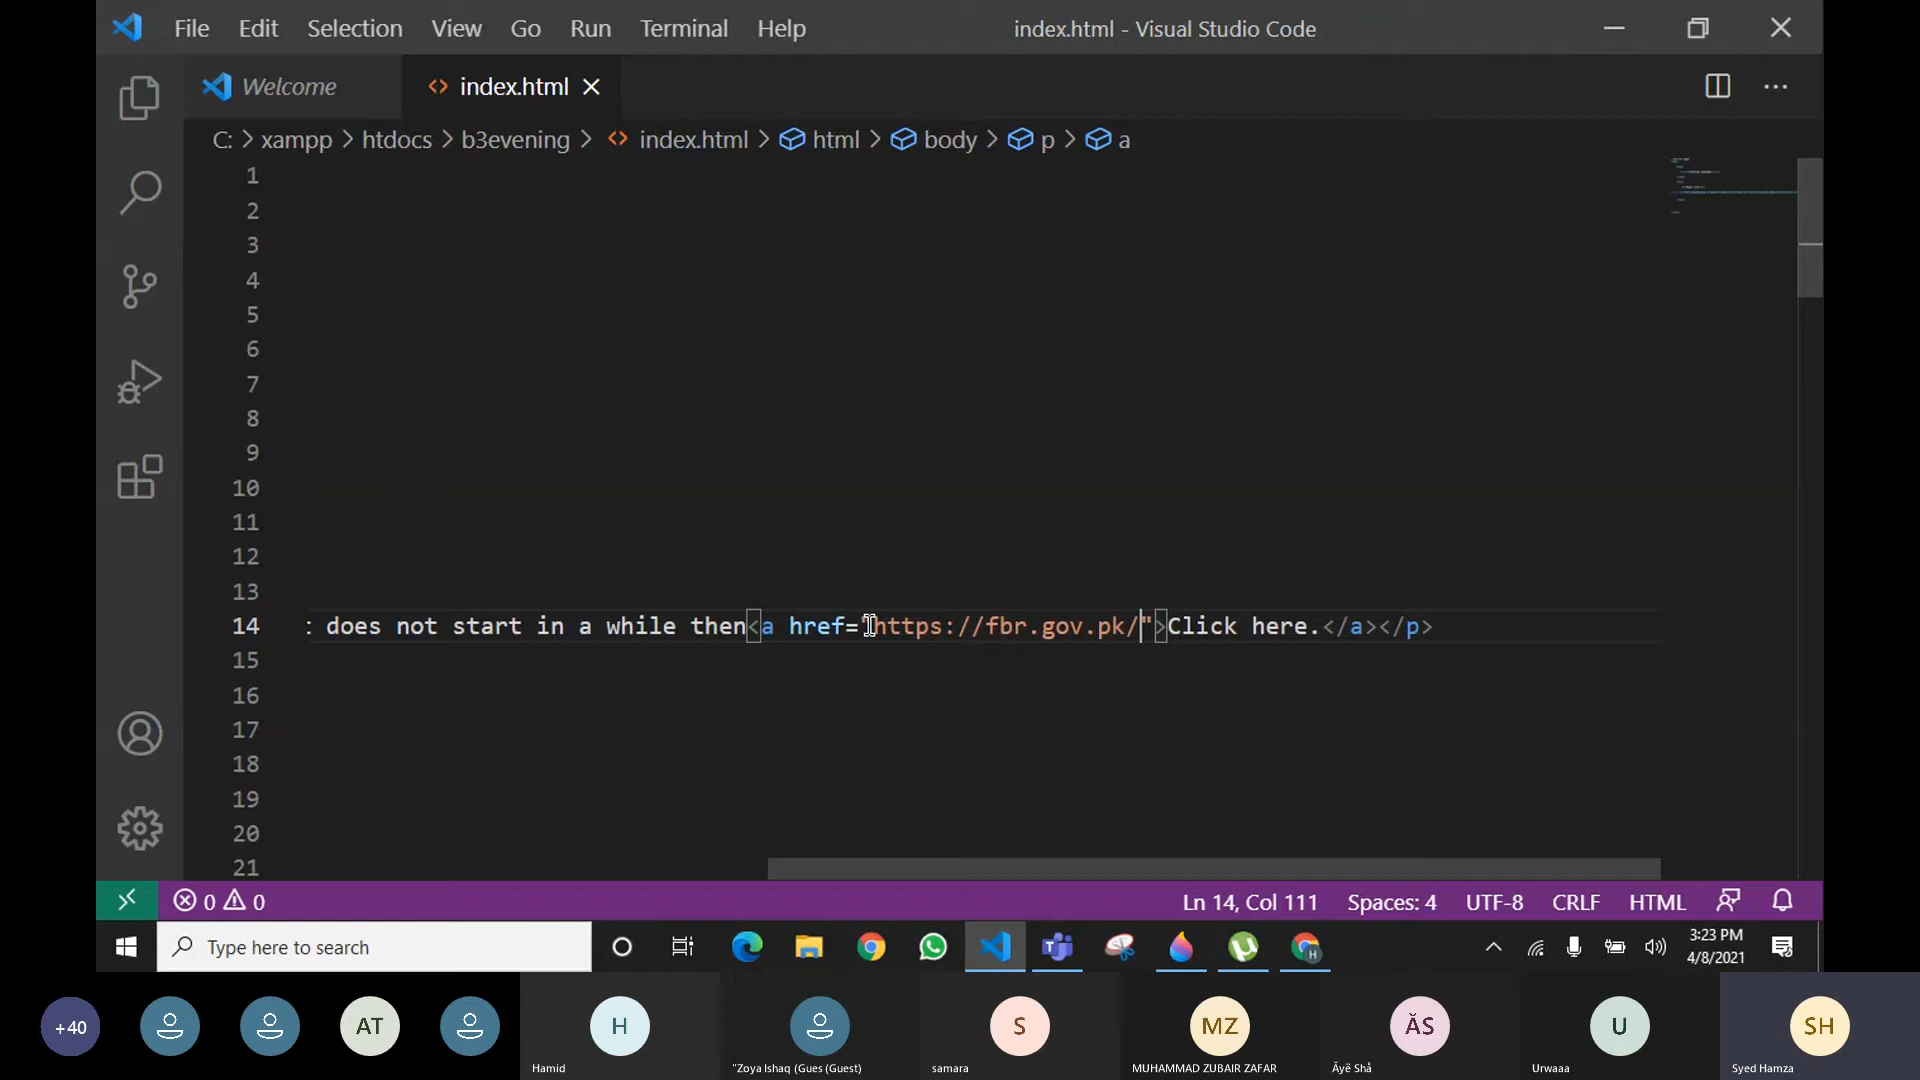 File Edit Selection View Go Run Terminal Help index.html - Visual Studio Code
Welcome index.html
C: xampp htdocs b3evening index.html html body p a
1
2
3
4
5
6
7
8
9
10
11
12
13
14 : does not start in a while then<a href="https://fbr.gov.pk/">Click here.</a></p>
15
16
17
18
19
20
21
0 0 Ln 14, Col 111 Spaces: 4 UTF-8 CRLF HTML
Type here to search
3:23 PM
4/8/2021
+40 AT H S MZ ĂS U SH
Hamid "Zoya Ishaq (Gues (Guest) samara MUHAMMAD ZUBAIR ZAFAR Ăyë Shå Urwaaa Syed Hamza